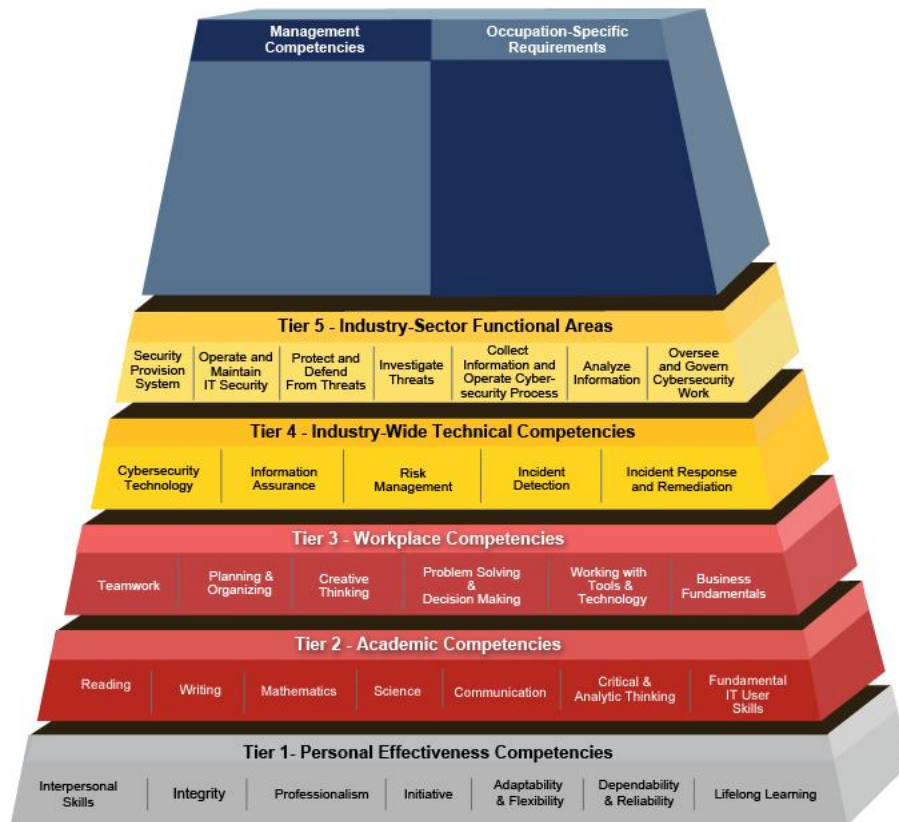 Management
Competencies
Occupation-Specific
Requirements
Tier 5 - Industry-Sector Functional Areas
Security
Provision
System
Operate and
Maintain
IT Security
Protect and
Defend
From Threats
Investigate
Threats
Collect
Information and
Operate Cyber-
security Process
Analyze
Information
Oversee
and Govern
Cybersecurity
Work
Tier 4 - Industry-Wide Technical Competencies
Cybersecurity
Technology
Information
Assurance
Risk
Management
Incident
Detection
Incident Response
and Remediation
Tier 3 - Workplace Competencies
Teamwork
Planning &
Organizing
Creative
Thinking
Problem Solving
&
Decision Making
Working with
Tools &
Technology
Business
Fundamentals
Tier 2 - Academic Competencies
Reading
Writing
Mathematics
Science
Communication
Critical &
Analytic Thinking
Fundamental
IT User
Skills
Tier 1- Personal Effectiveness Competencies
Interpersonal
Skills
Integrity
Professionalism
Initiative
Adaptability
& Flexibility
Dependability
& Reliability
Lifelong Learning